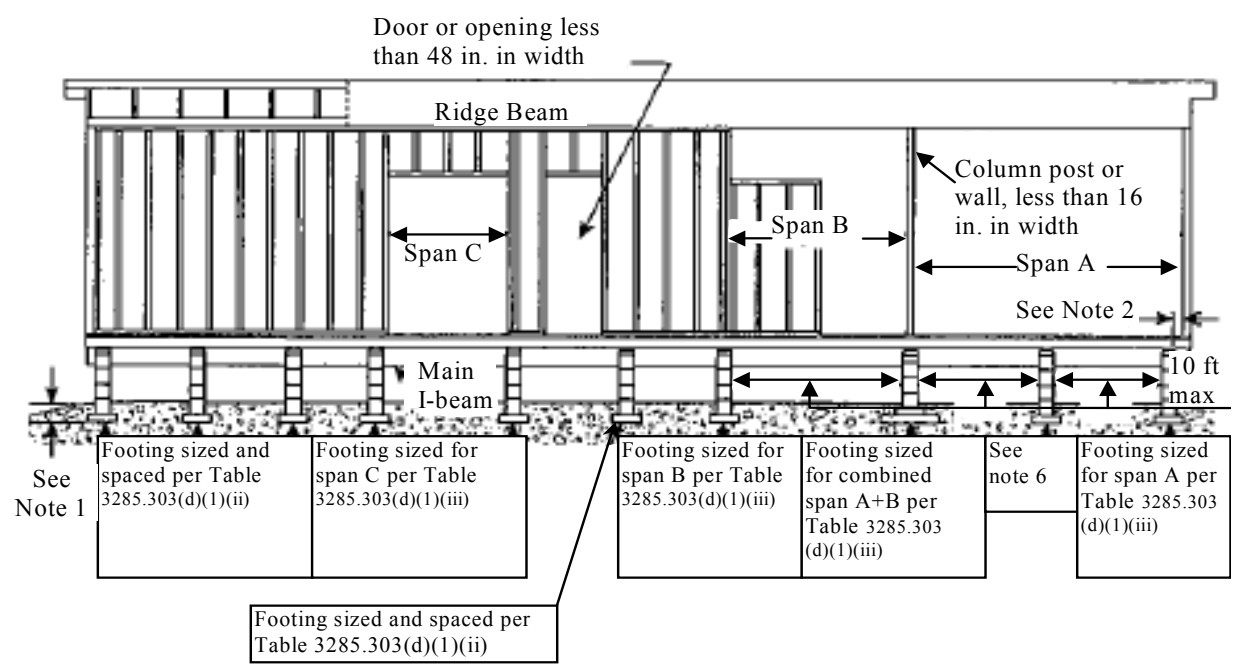 Door or opening less
than 48 in. in width
Ridge Beam
Column post or
wall, less than 16
in. in width
Span C
Span B
Span A
See Note 2
Main
I-beam
10 ft
max
See
Note 1
Footing sized and
spaced per Table
3285.303(d)(1)(ii)
Footing sized for
span C per Table
3285.303(d)(1)(iii)
Footing sized for
span B per Table
3285.303(d)(1)(iii)
Footing sized
for combined
span A+B per
Table 3285.303
(d)(1)(iii)
See
note 6
Footing sized
for span A per
Table 3285.303
(d)(1)(iii)
Footing sized and spaced per
Table 3285.303(d)(1)(ii)